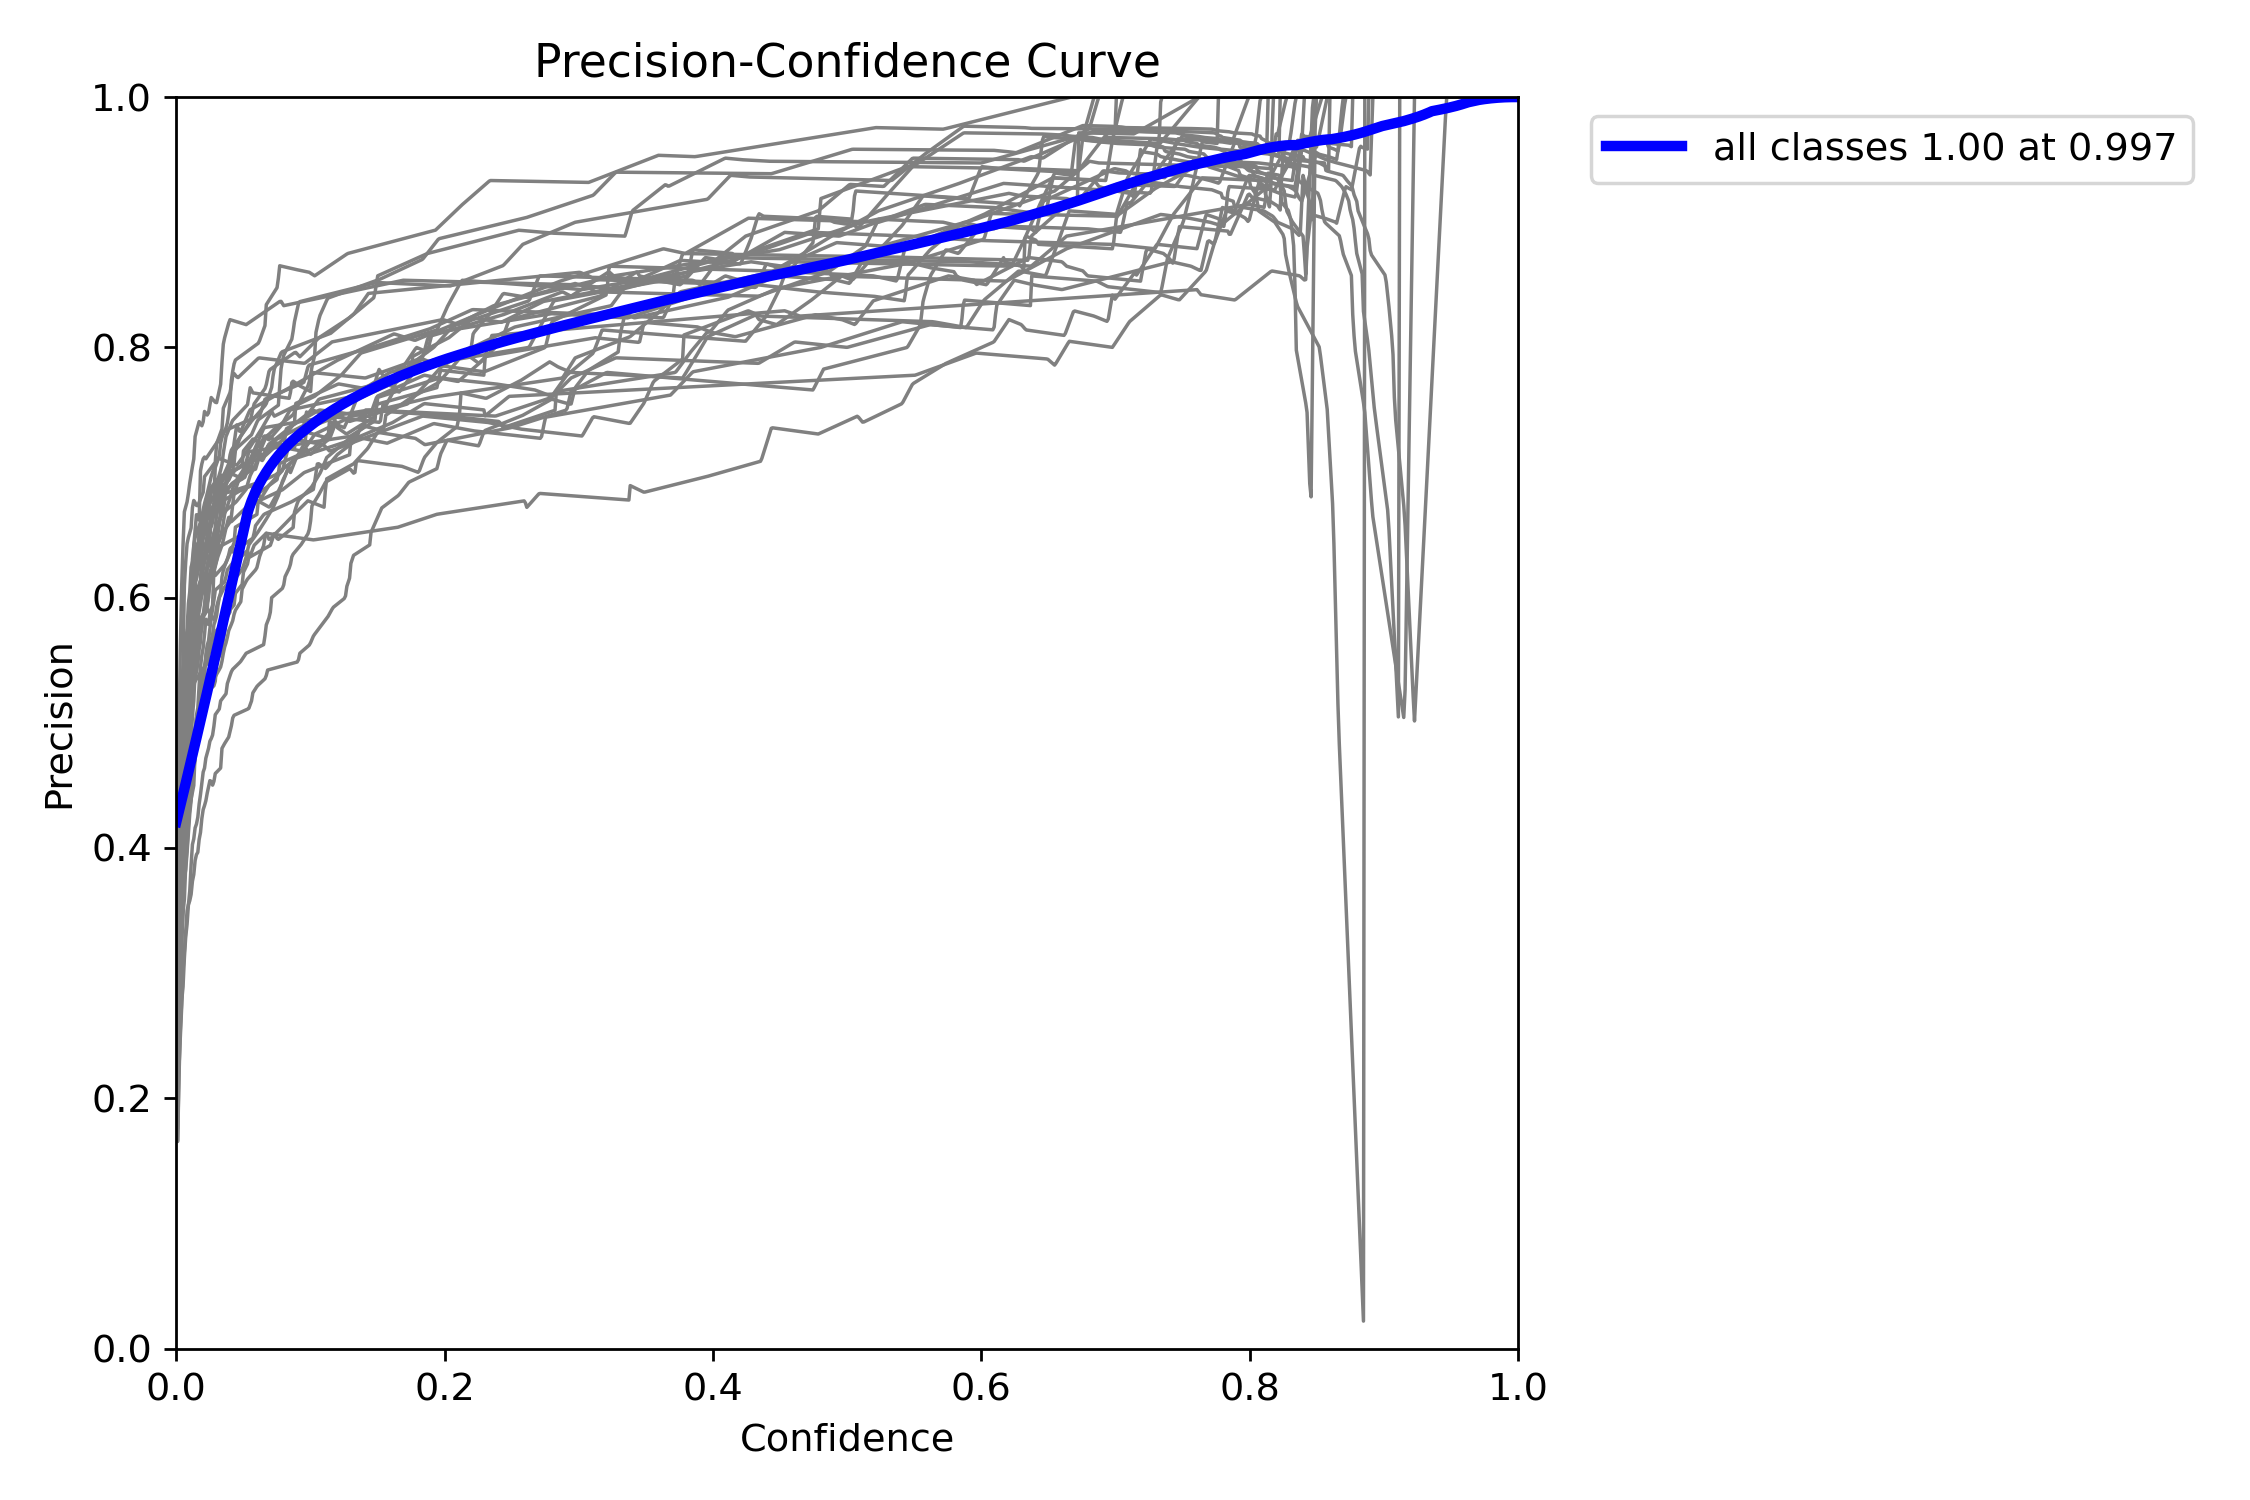 Precision-Confidence Curve
1.0
0.8
0.6
0.4
0.2
0.0
Precision
0.0 0.2 0.4 0.6 0.8 1.0
Confidence
all classes 1.00 at 0.997